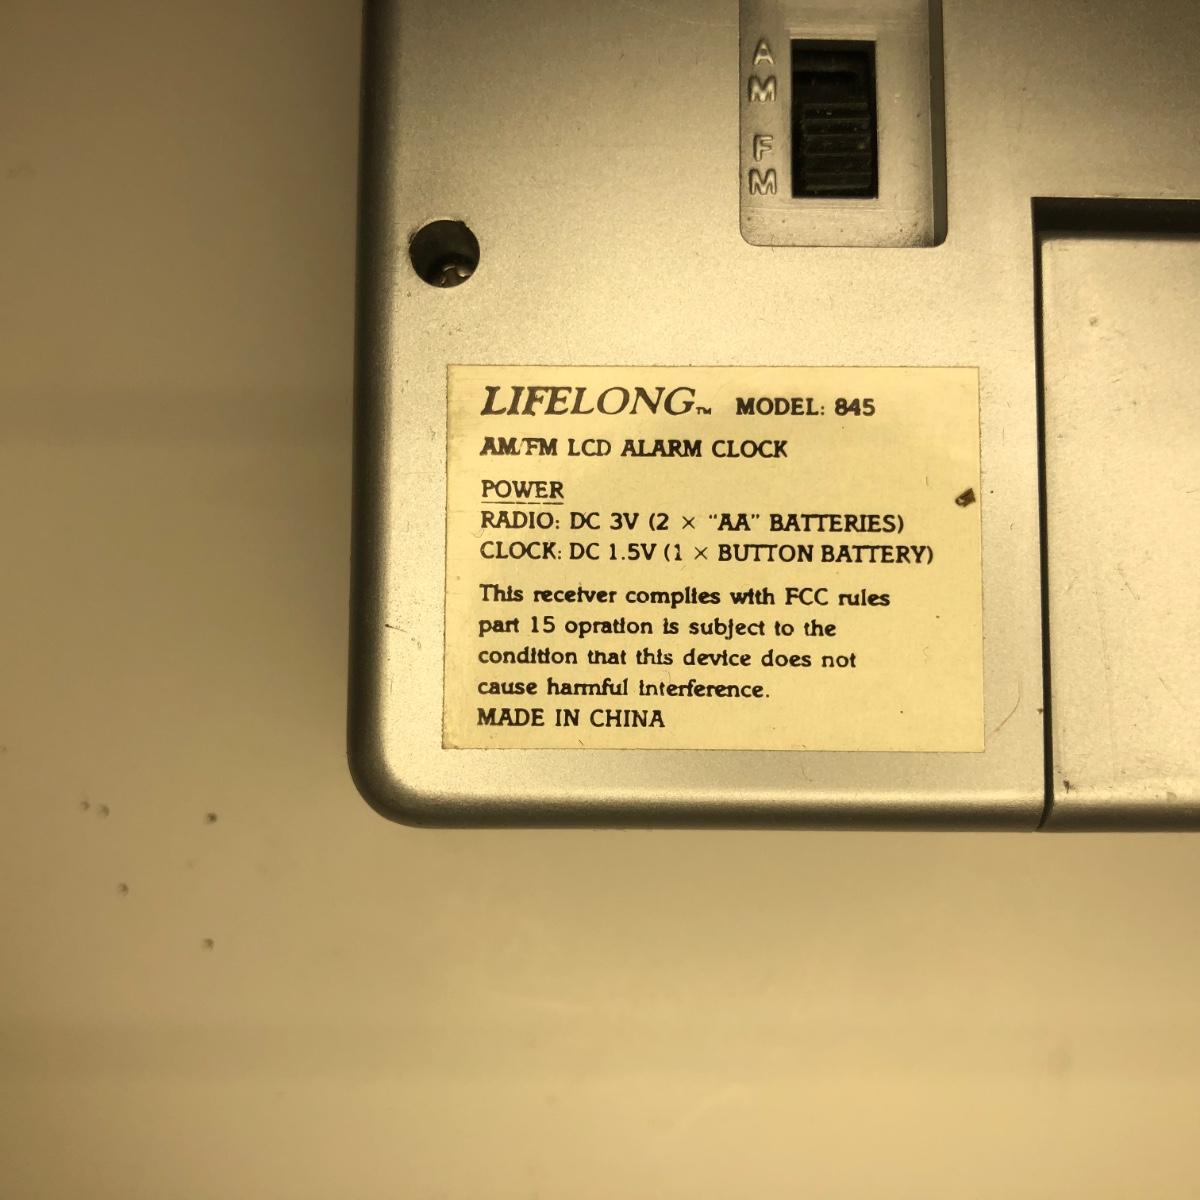 AM
FM
LIFELONG™ MODEL: 845
AM/FM LCD ALARM CLOCK
POWER
RADIO: DC 3V (2 × "AA" BATTERIES)
CLOCK: DC 1.5V (1 × BUTTON BATTERY)
This receiver complies with FCC rules
part 15 opration is subject to the
condition that this device does not
cause harmful interference.
MADE IN CHINA